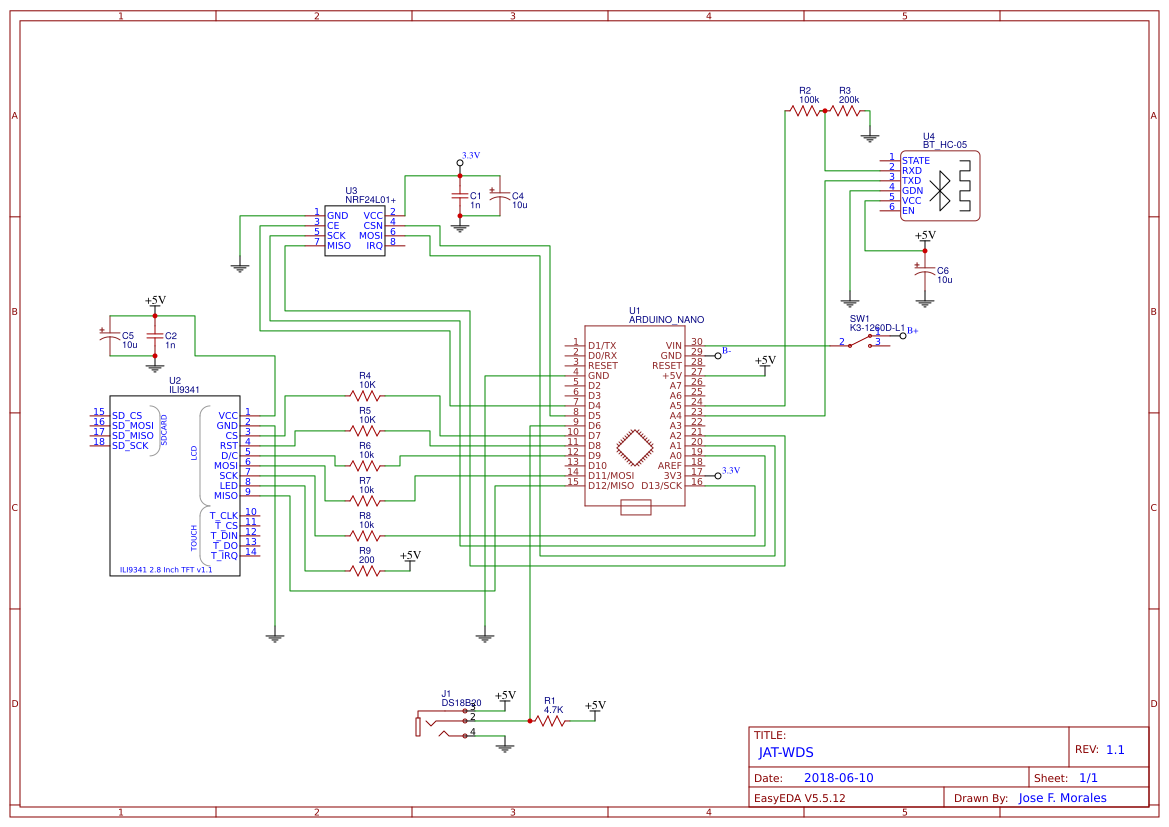 1 2 3 4 5
A
B
C
D
A
B
C
D
1 2 3 4 5
R2
100k
R3
200k
U4
BT_HC-05
1 STATE
2 RXD
3 TXD
4 GDN
5 VCC
6 EN
+5V
C6
10u
3.3V
C1
1n
C4
10u
U3
NRF24L01+
1 GND VCC 2
3 CE CSN 4
5 SCK MOSI 6
7 MISO IRQ 8
+5V
C5
10u
C2
1n
U2
ILI9341
15 SD_CS
16 SD_MOSI
17 SD_MISO
18 SD_SCK
SDCARD
LCD
TOUCH
VCC 1
GND 2
CS 3
RST 4
D/C 5
MOSI 6
SCK 7
LED 8
MISO 9
T_CLK 10
T_CS 11
T_DIN 12
T_DO 13
T_IRQ 14
ILI9341 2.8 Inch TFT v1.1
R4
10K
R5
10K
R6
10k
R7
10k
R8
10k
R9
200
+5V
U1
ARDUINO_NANO
1 D1/TX VIN 30
2 D0/RX GND 29
3 RESET RESET 28
4 GND +5V 27
5 D2 A7 26
6 D3 A6 25
7 D4 A5 24
8 D5 A4 23
9 D6 A3 22
10 D7 A2 21
11 D8 A1 20
12 D9 A0 19
13 D10 AREF 18
14 D11/MOSI 3V3 17
15 D12/MISO D13/SCK 16
B-
+5V
3.3V
SW1
K3-1260D-L1
1
2
3
B+
J1
DS18B20
3
2
4
+5V
R1
4.7K
+5V
TITLE:
JAT-WDS
REV: 1.1
Date: 2018-06-10
Sheet: 1/1
EasyEDA V5.5.12
Drawn By: Jose F. Morales